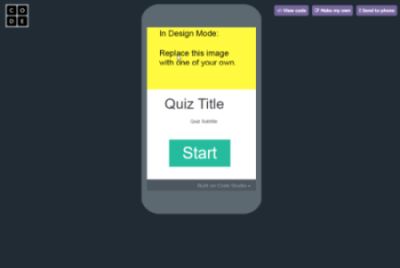 C O
D E
View code
Make my own
Send to phone
In Design Mode:
Replace this image
with one of your own.
Quiz Title
Quiz Subtitle
Start
Built on Code Studio